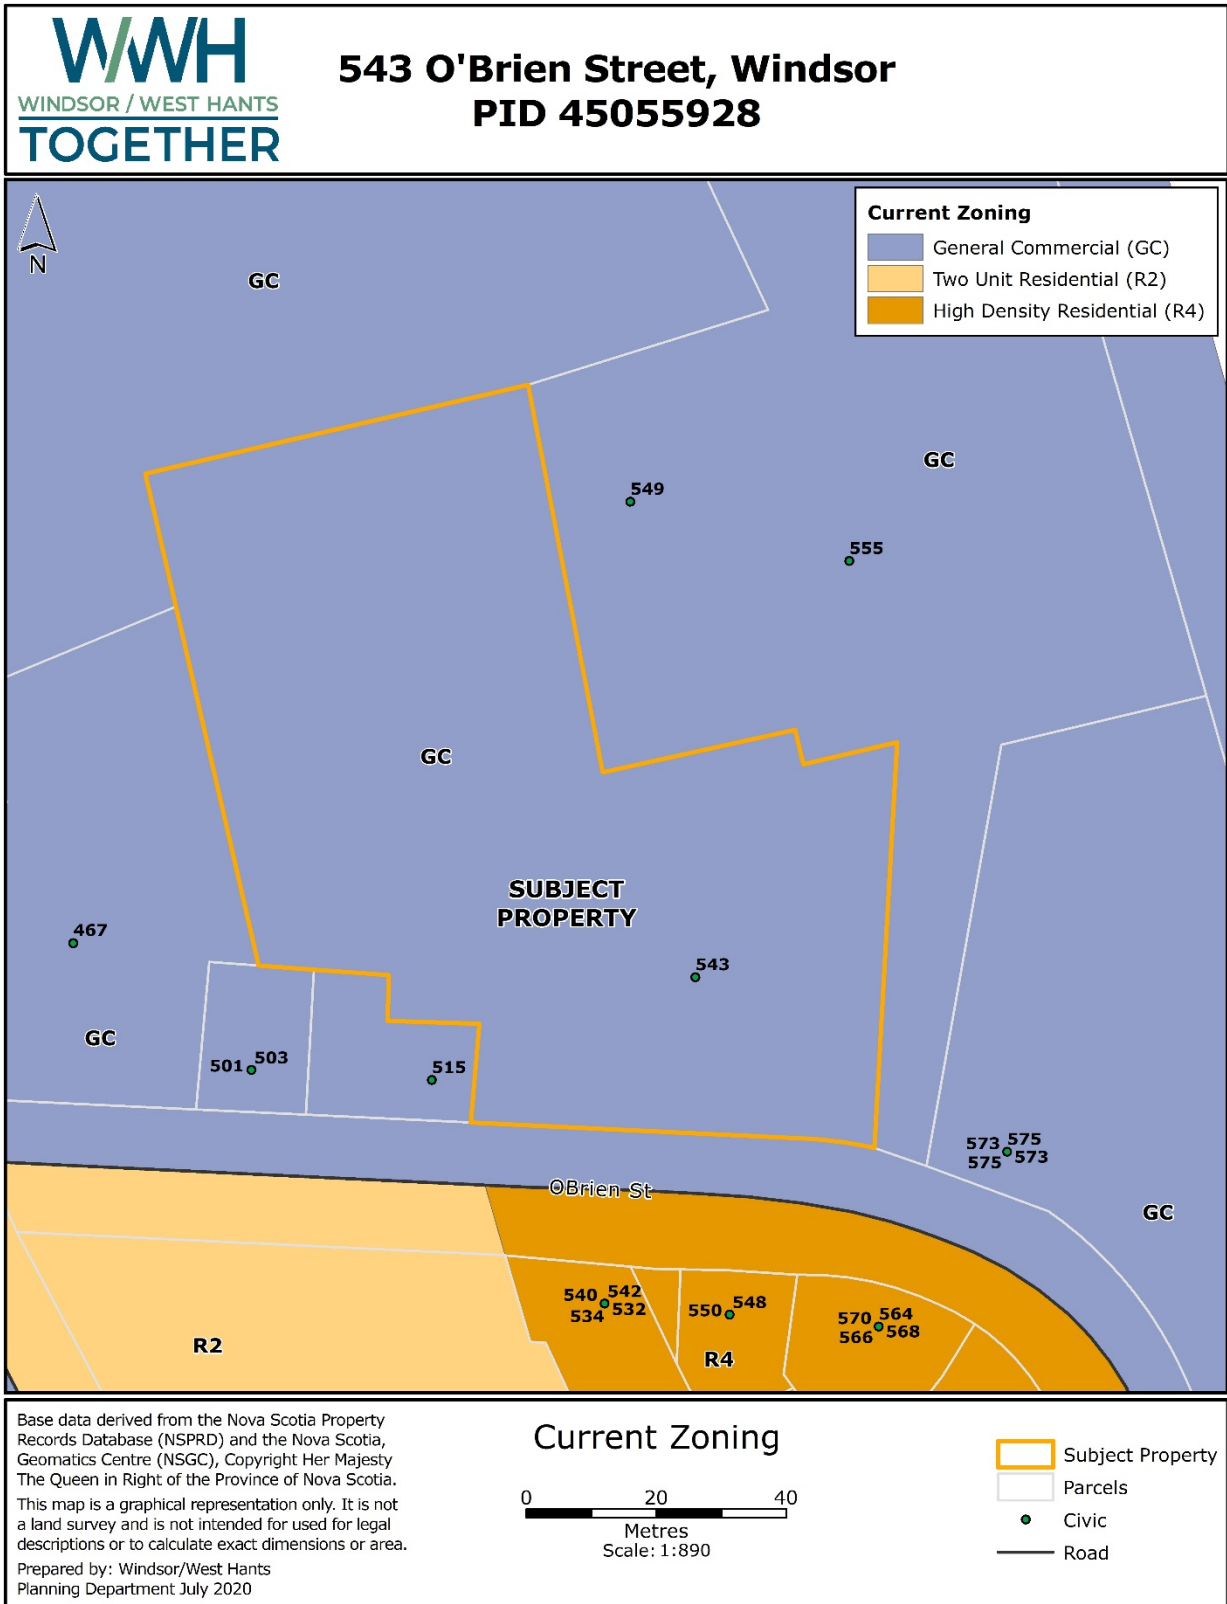 WWH
WINDSOR / WEST HANTS
TOGETHER
543 O'Brien Street, Windsor
PID 45055928
N
Current Zoning
General Commercial (GC)
Two Unit Residential (R2)
High Density Residential (R4)
GC
GC
549
555
GC
SUBJECT
PROPERTY
467
543
GC
501 503
515
573 575
575 573
OBrien St
GC
540 542
534 532
550 548
570 564
566 568
R2
R4
Base data derived from the Nova Scotia Property
Records Database (NSPRD) and the Nova Scotia,
Geomatics Centre (NSGC), Copyright Her Majesty
The Queen in Right of the Province of Nova Scotia.
This map is a graphical representation only. It is not
a land survey and is not intended for used for legal
descriptions or to calculate exact dimensions or area.
Prepared by: Windsor/West Hants
Planning Department July 2020
Current Zoning
0 20 40
Metres
Scale: 1:890
Subject Property
Parcels
Civic
Road